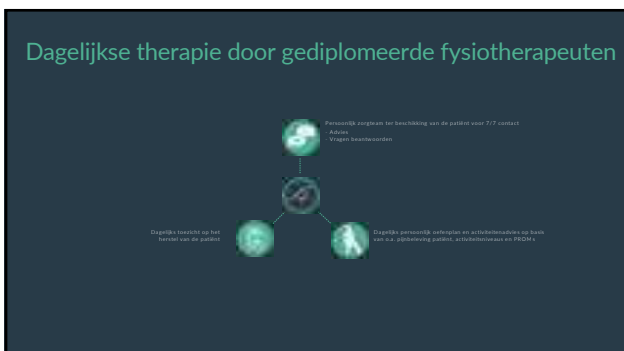 Dagelijkse therapie door gediplomeerde fysiotherapeuten
Persoonlijk zorgteam ter beschikking van de patiënt voor 7/7 contact
- Advies
- Vragen beantwoorden
Dagelijks toezicht op het
herstel van de patiënt
Dagelijks persoonlijk oefenplan en activiteitenadvies op basis
van o.a. pijnbeleving patiënt, activiteitsniveaus en PROMs